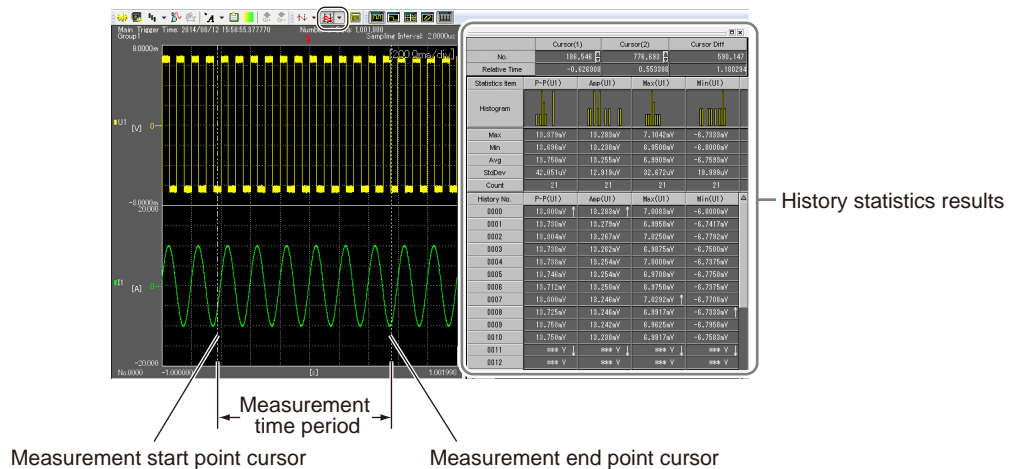 Main Trigger Time: 2014/08/12 15:58:55.877770
1,001,000
Group1
Sampling Interval: 2.0000us
8.0000m
[200.0ms/div]
U1
[V]
0
-8.0000m
20.000
I1
[A]
0
-20.000
No.0000
-1.000000
[s]
1.001998
Cursor(1) Cursor(2) Cursor Diff
No. 186,546 776,693 590,147
Relative Time -0.626908 0.553386 1.180294
Statistics Item P-P(U1) Amp(U1) Max(U1) Min(U1)
Histogram
Max 13.879mV 13.283mV 7.1042mV -6.7333mV
Min 13.696mV 13.238mV 6.9500mV -6.8000mV
Avg 13.750mV 13.255mV 6.9909mV -6.7593mV
StdDev 42.051uV 12.919uV 32.672uV 19.999uV
Count 21 21 21 21
History No. P-P(U1) Amp(U1) Max(U1) Min(U1)
0000 13.808mV ↑ 13.283mV ↑ 7.0083mV -6.8000mV
0001 13.738mV 13.279mV 6.9958mV -6.7417mV
0002 13.804mV 13.267mV 7.0250mV -6.7792mV
0003 13.738mV 13.262mV 6.9875mV -6.7500mV
0004 13.738mV 13.254mV 7.0000mV -6.7375mV
0005 13.746mV 13.254mV 6.9708mV -6.7750mV
0006 13.712mV 13.250mV 6.9750mV -6.7375mV
0007 13.800mV 13.246mV 7.0292mV ↑ -6.7708mV
0008 13.725mV 13.246mV 6.9917mV -6.7333mV ↑
0009 13.758mV 13.242mV 6.9625mV -6.7958mV
0010 13.750mV 13.238mV 6.9917mV -6.7583mV
0011 *** V ↓ *** V ↓ *** V ↓ *** V ↓
0012 *** V *** V *** V *** V
History statistics results
Measurement
time period
Measurement start point cursor
Measurement end point cursor